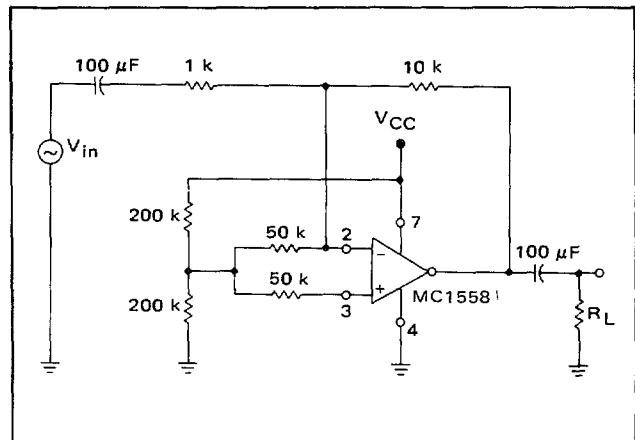 100 μF
1 k
10 k
V_CC
V_in
200 k
7
50 k
2
−
100 μF
50 k
+
MC1558
200 k
3
4
R_L